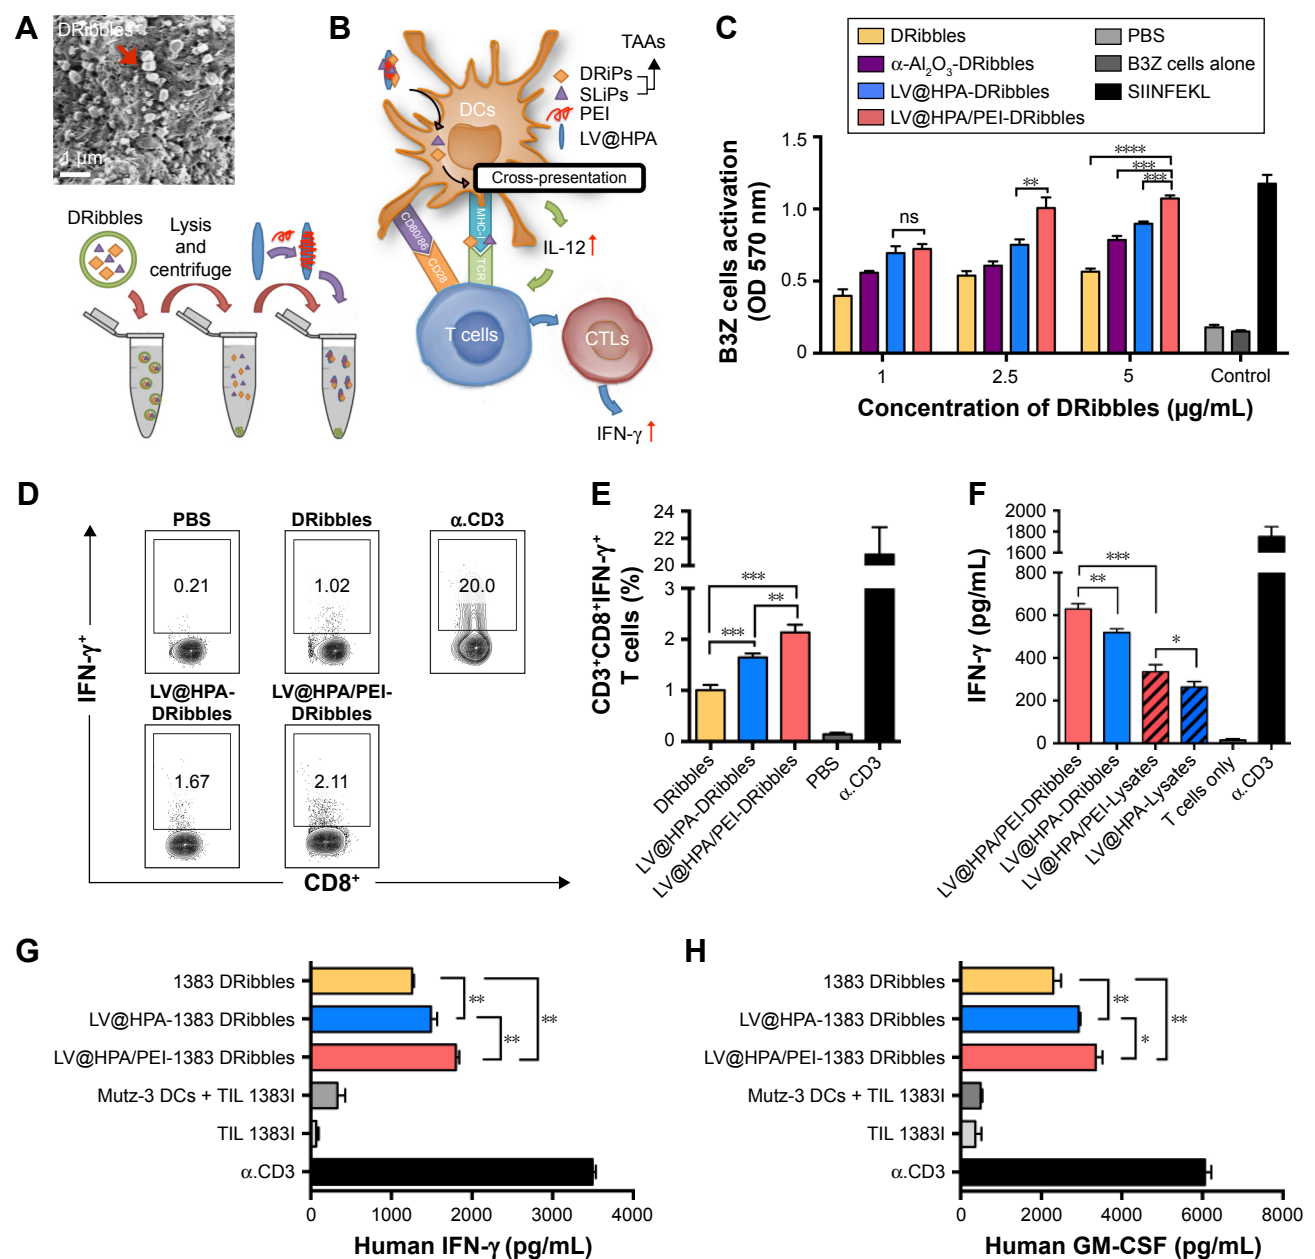 A
DRibbles
1 μm
DRibbles
Lysis
and
centrifuge
B
TAAs
DRiPs
SLiPs
PEI
LV@HPA
DCs
Cross-presentation
CD80/86
CD28
MHC-I
TCR
IL-12↑
T cells
CTLs
IFN-γ↑
C
DRibbles
α-Al₂O₃-DRibbles
LV@HPA-DRibbles
LV@HPA/PEI-DRibbles
PBS
B3Z cells alone
SIINFEKL
B3Z cells activation
(OD 570 nm)
1.5
1.0
0.5
0
ns
**
****
***
***
1
2.5
5
Control
Concentration of DRibbles (μg/mL)
D
IFN-γ⁺
PBS
0.21
DRibbles
1.02
α.CD3
20.0
LV@HPA-
DRibbles
1.67
LV@HPA/PEI-
DRibbles
2.11
CD8⁺
E
CD3⁺CD8⁺IFN-γ⁺
T cells (%)
24
22
20
3
2
1
0
***
**
***
DRibbles
LV@HPA-DRibbles
LV@HPA/PEI-DRibbles
PBS
α.CD3
F
IFN-γ (pg/mL)
2000
1800
1600
800
600
400
200
0
***
**
*
LV@HPA/PEI-DRibbles
LV@HPA-DRibbles
LV@HPA/PEI-Lysates
LV@HPA-Lysates
T cells only
α.CD3
G
1383 DRibbles
LV@HPA-1383 DRibbles
LV@HPA/PEI-1383 DRibbles
Mutz-3 DCs + TIL 1383I
TIL 1383I
α.CD3
**
**
**
0
1000
2000
3000
4000
Human IFN-γ (pg/mL)
H
1383 DRibbles
LV@HPA-1383 DRibbles
LV@HPA/PEI-1383 DRibbles
Mutz-3 DCs + TIL 1383I
TIL 1383I
α.CD3
**
*
**
0
2000
4000
6000
8000
Human GM-CSF (pg/mL)